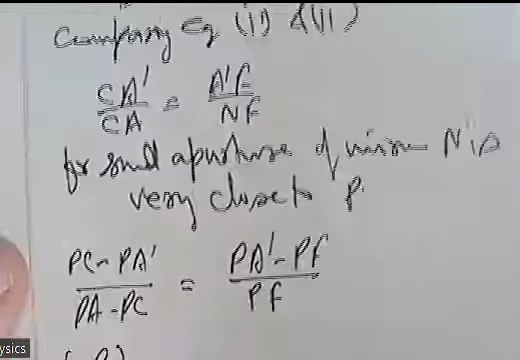 Comparing Eq (i) & (ii)
CA'/CA = A'F/NF
for small aperture of mirror N is
very close to P.
PC - PA'/PA - PC = PA' - PF/PF
ysics